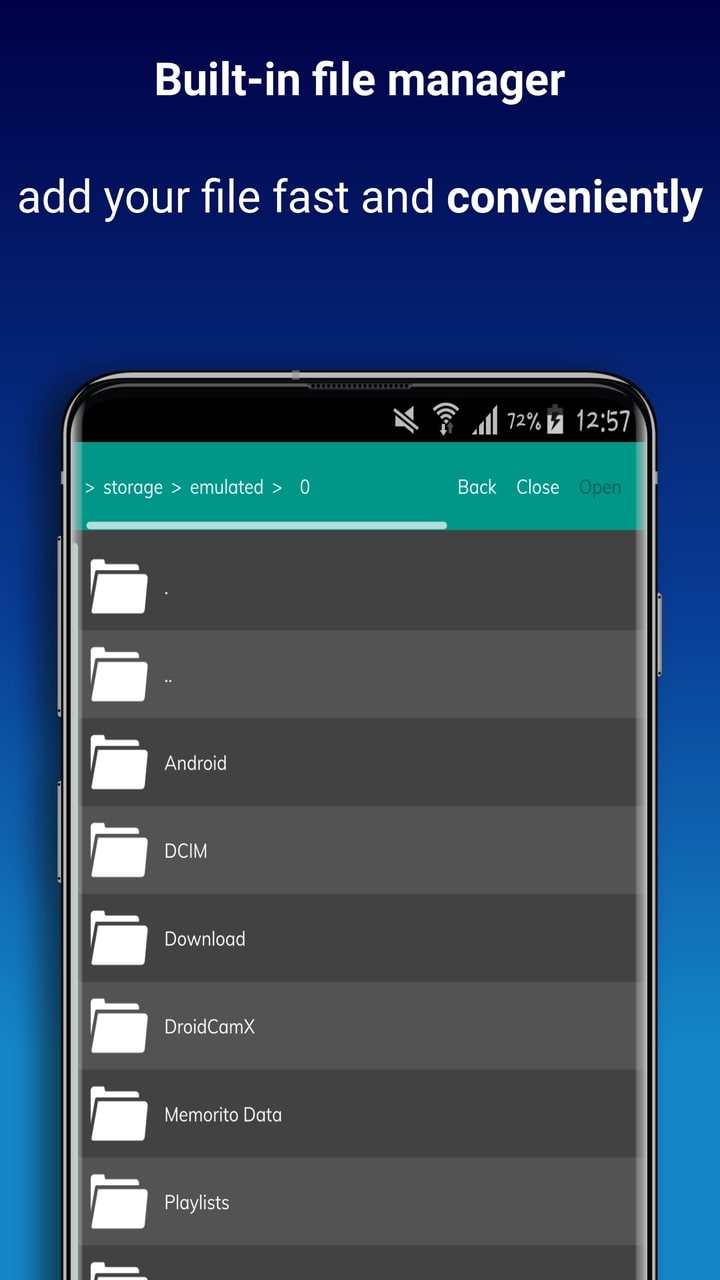 Built-in file manager
add your file fast and conveniently
72% 12:57
> storage > emulated > 0 Back Close Open
.
..
Android
DCIM
Download
DroidCamX
Memorito Data
Playlists